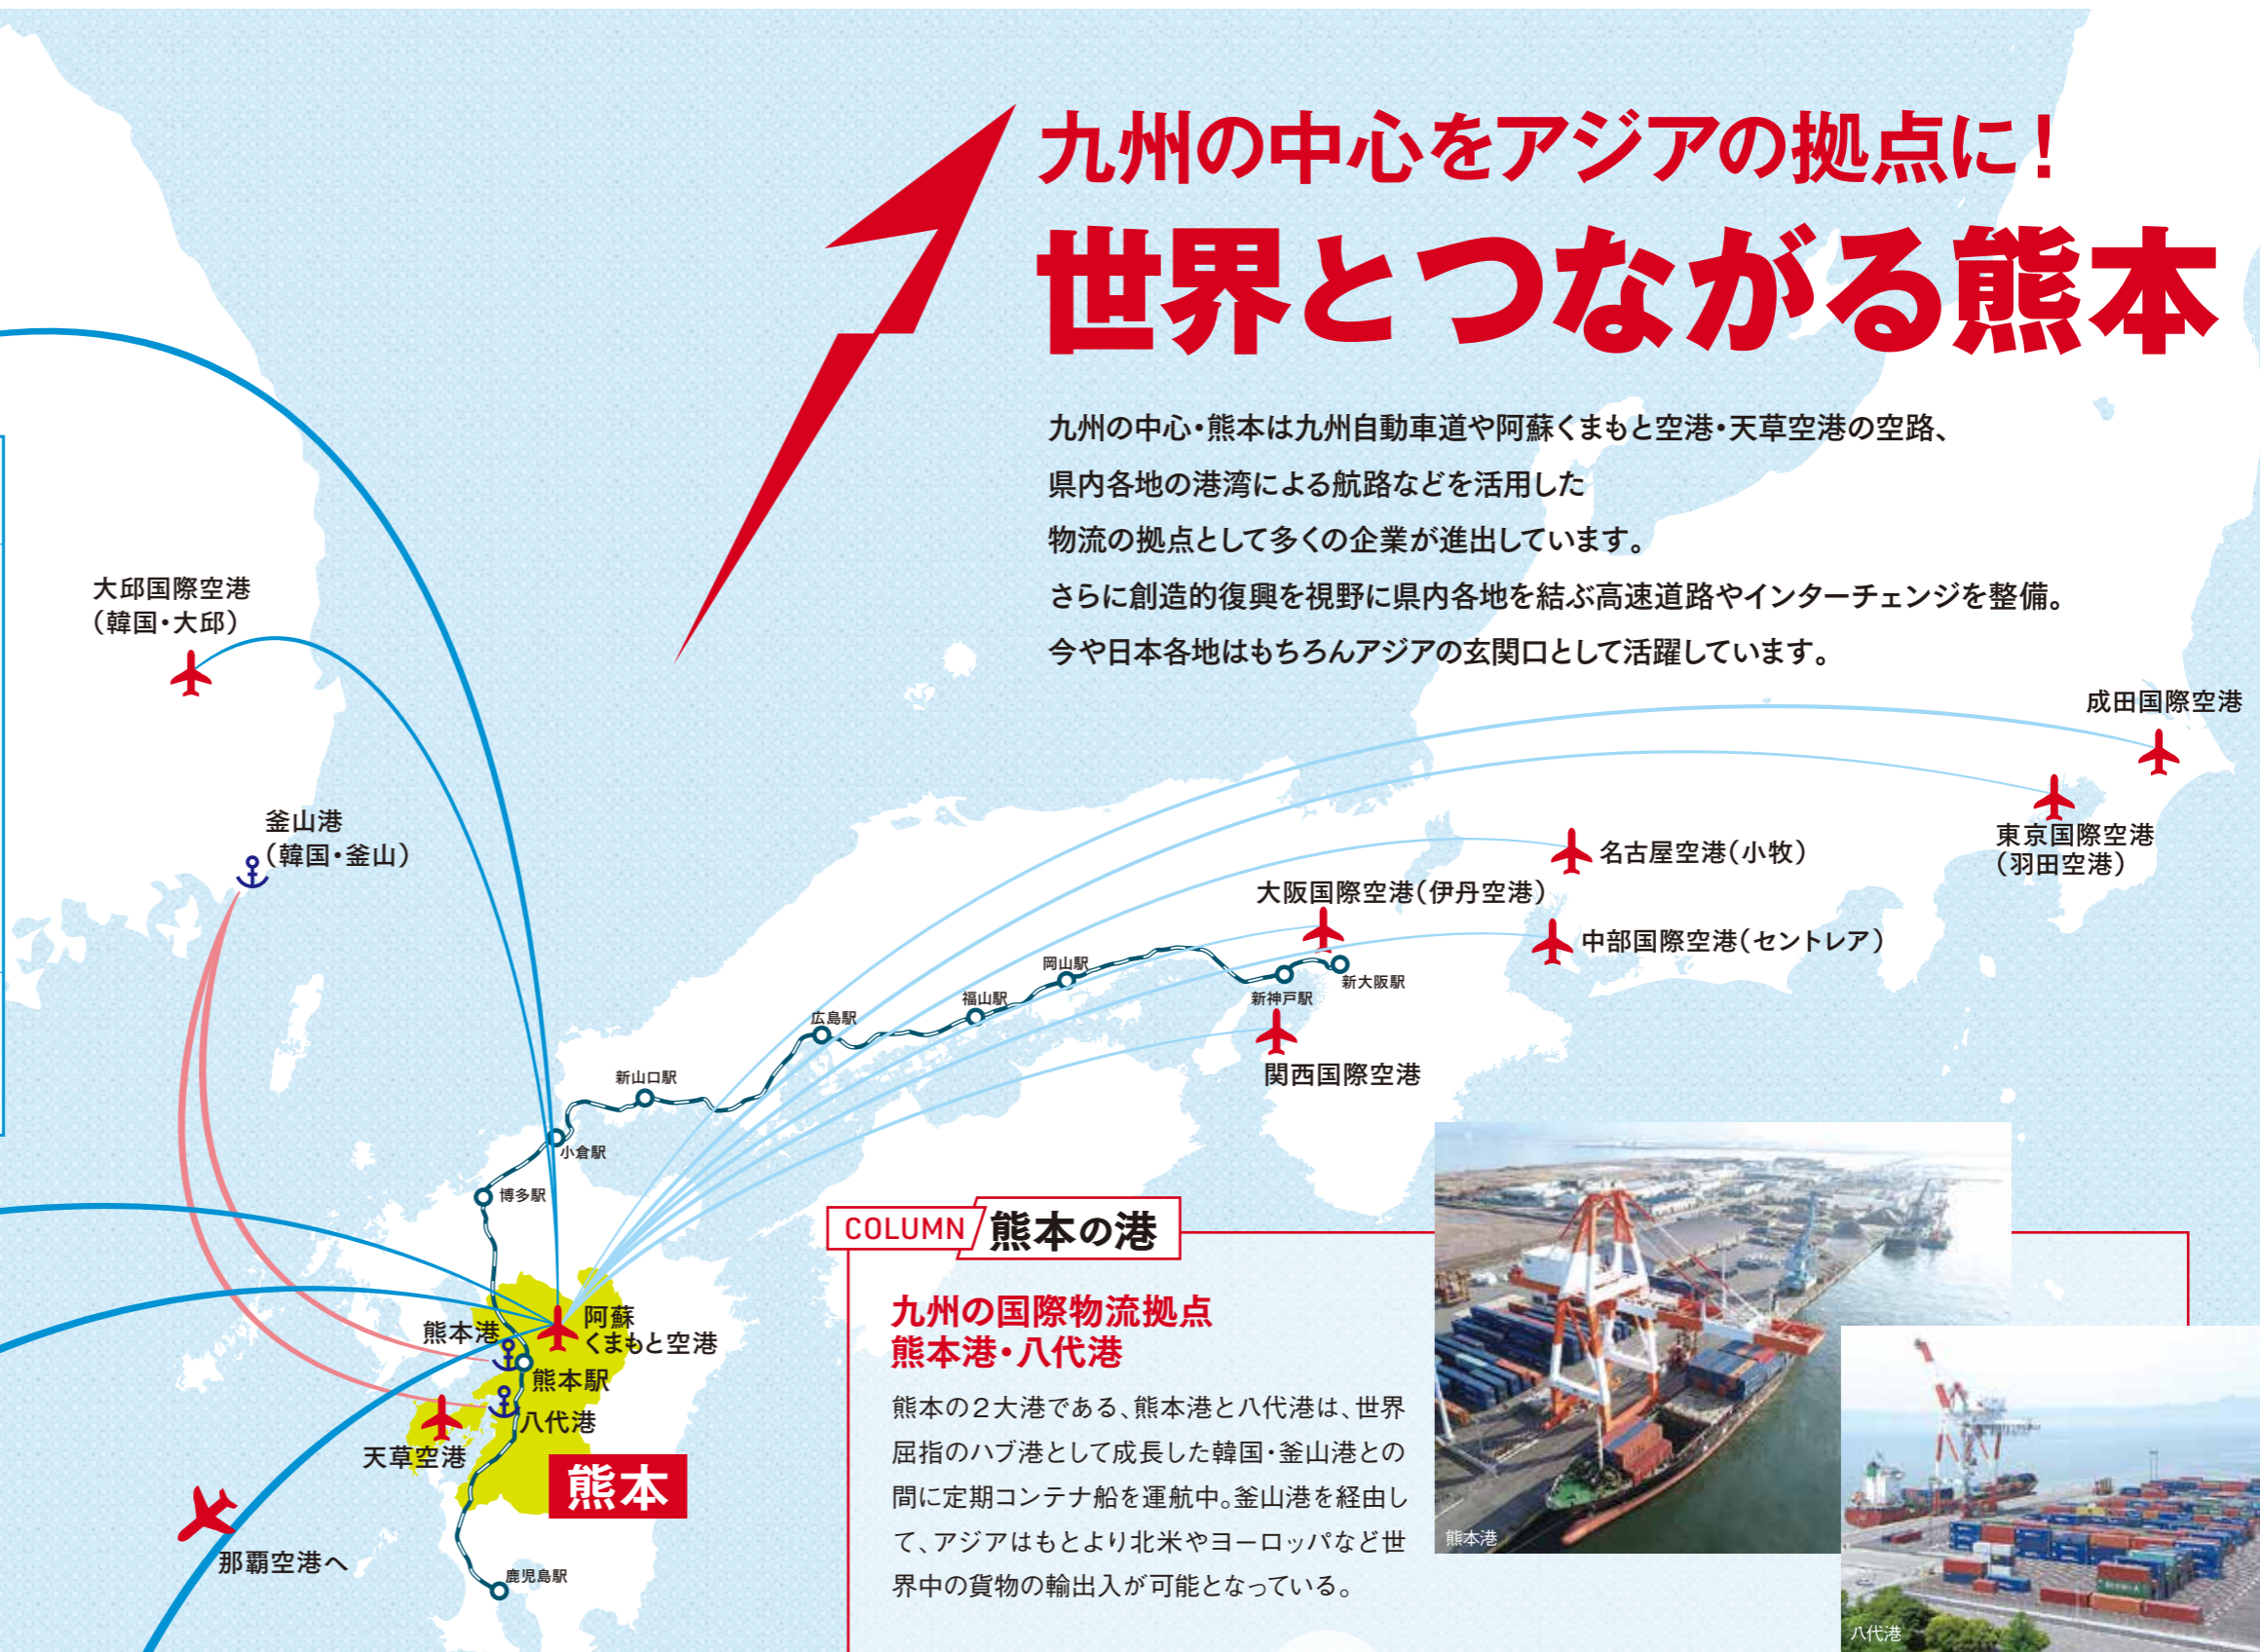 九州の中心をアジアの拠点に！
世界とつながる熊本
九州の中心・熊本は九州自動車道や阿蘇くまもと空港・天草空港の空路、
県内各地の港湾による航路などを活用した
物流の拠点として多くの企業が進出しています。
さらに創造的復興を視野に県内各地を結ぶ高速道路やインターチェンジを整備。
今や日本各地はもちろんアジアの玄関口として活躍しています。
大邱国際空港
（韓国・大邱）
釜山港
（韓国・釜山）
成田国際空港
東京国際空港
（羽田空港）
名古屋空港（小牧）
大阪国際空港（伊丹空港）
中部国際空港（セントレア）
新大阪駅
新神戸駅
関西国際空港
岡山駅
福山駅
広島駅
新山口駅
小倉駅
博多駅
阿蘇
くまもと空港
熊本港
熊本駅
八代港
天草空港
熊本
那覇空港へ
鹿児島駅
COLUMN 熊本の港
九州の国際物流拠点
熊本港・八代港
熊本の２大港である、熊本港と八代港は、世界
屈指のハブ港として成長した韓国・釜山港との
間に定期コンテナ船を運航中。釜山港を経由し
て、アジアはもとより北米やヨーロッパなど世
界中の貨物の輸出入が可能となっている。
熊本港
八代港